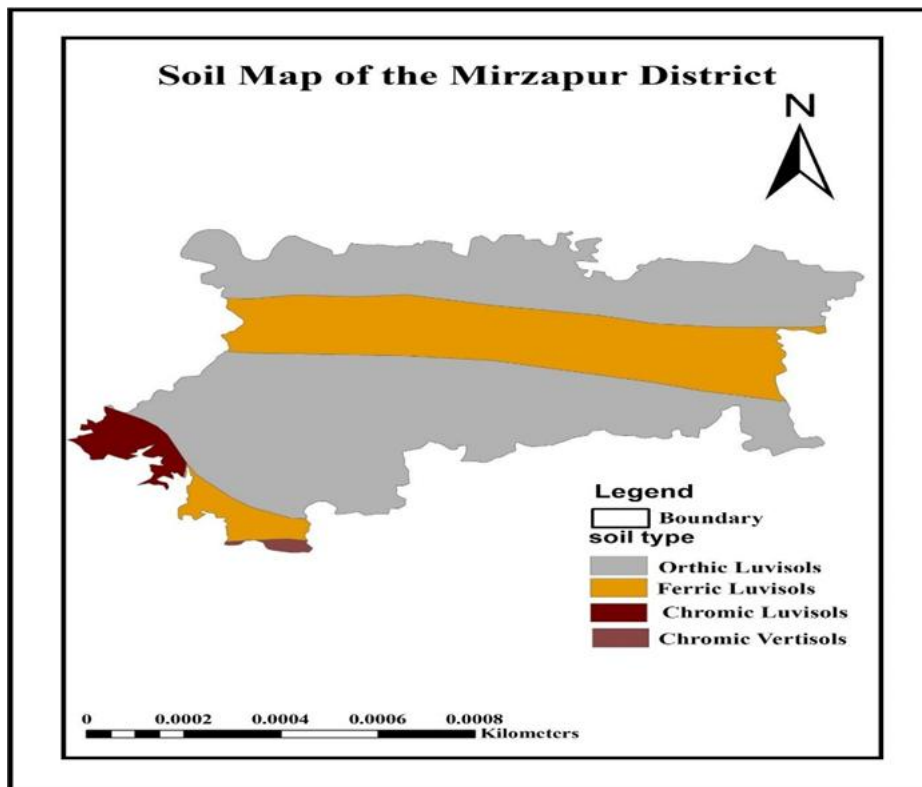 Soil Map of the Mirzapur District
N
Legend
Boundary
soil type
Orthic Luvisols
Ferric Luvisols
Chromic Luvisols
Chromic Vertisols
0 0.0002 0.0004 0.0006 0.0008
Kilometers